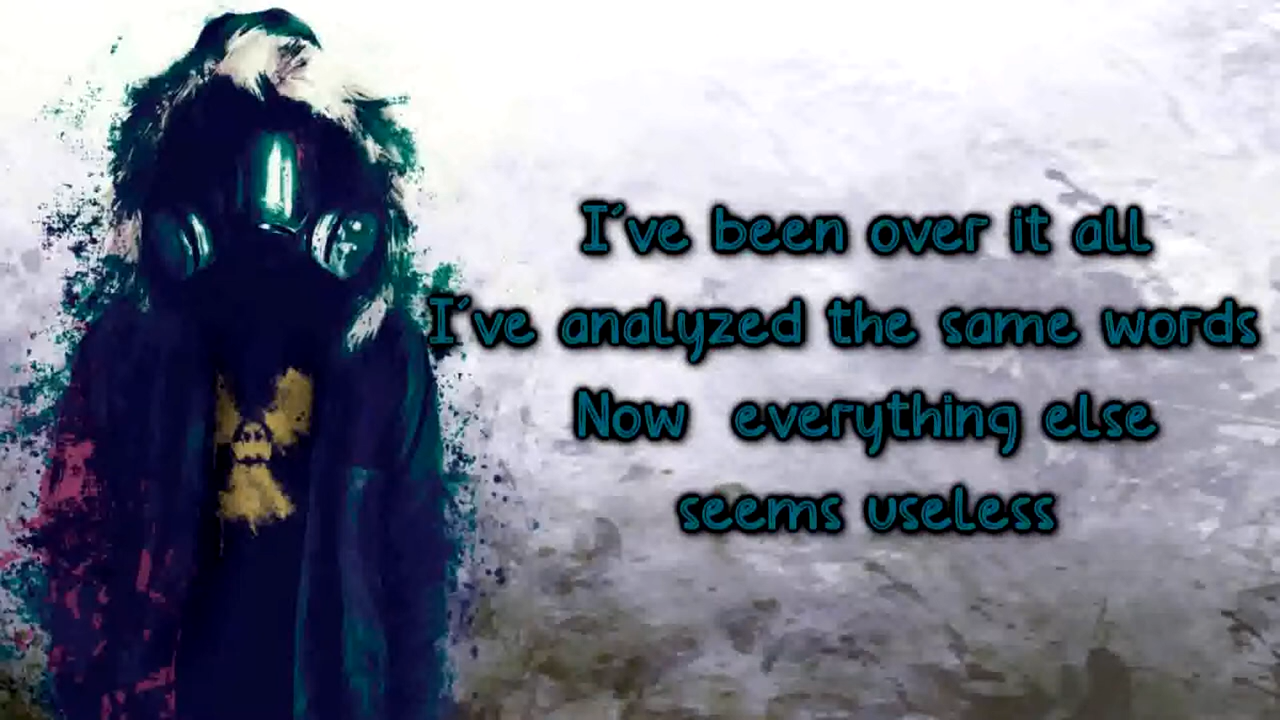 I've been over it all
I've analyzed the same words
Now everything else
seems useless